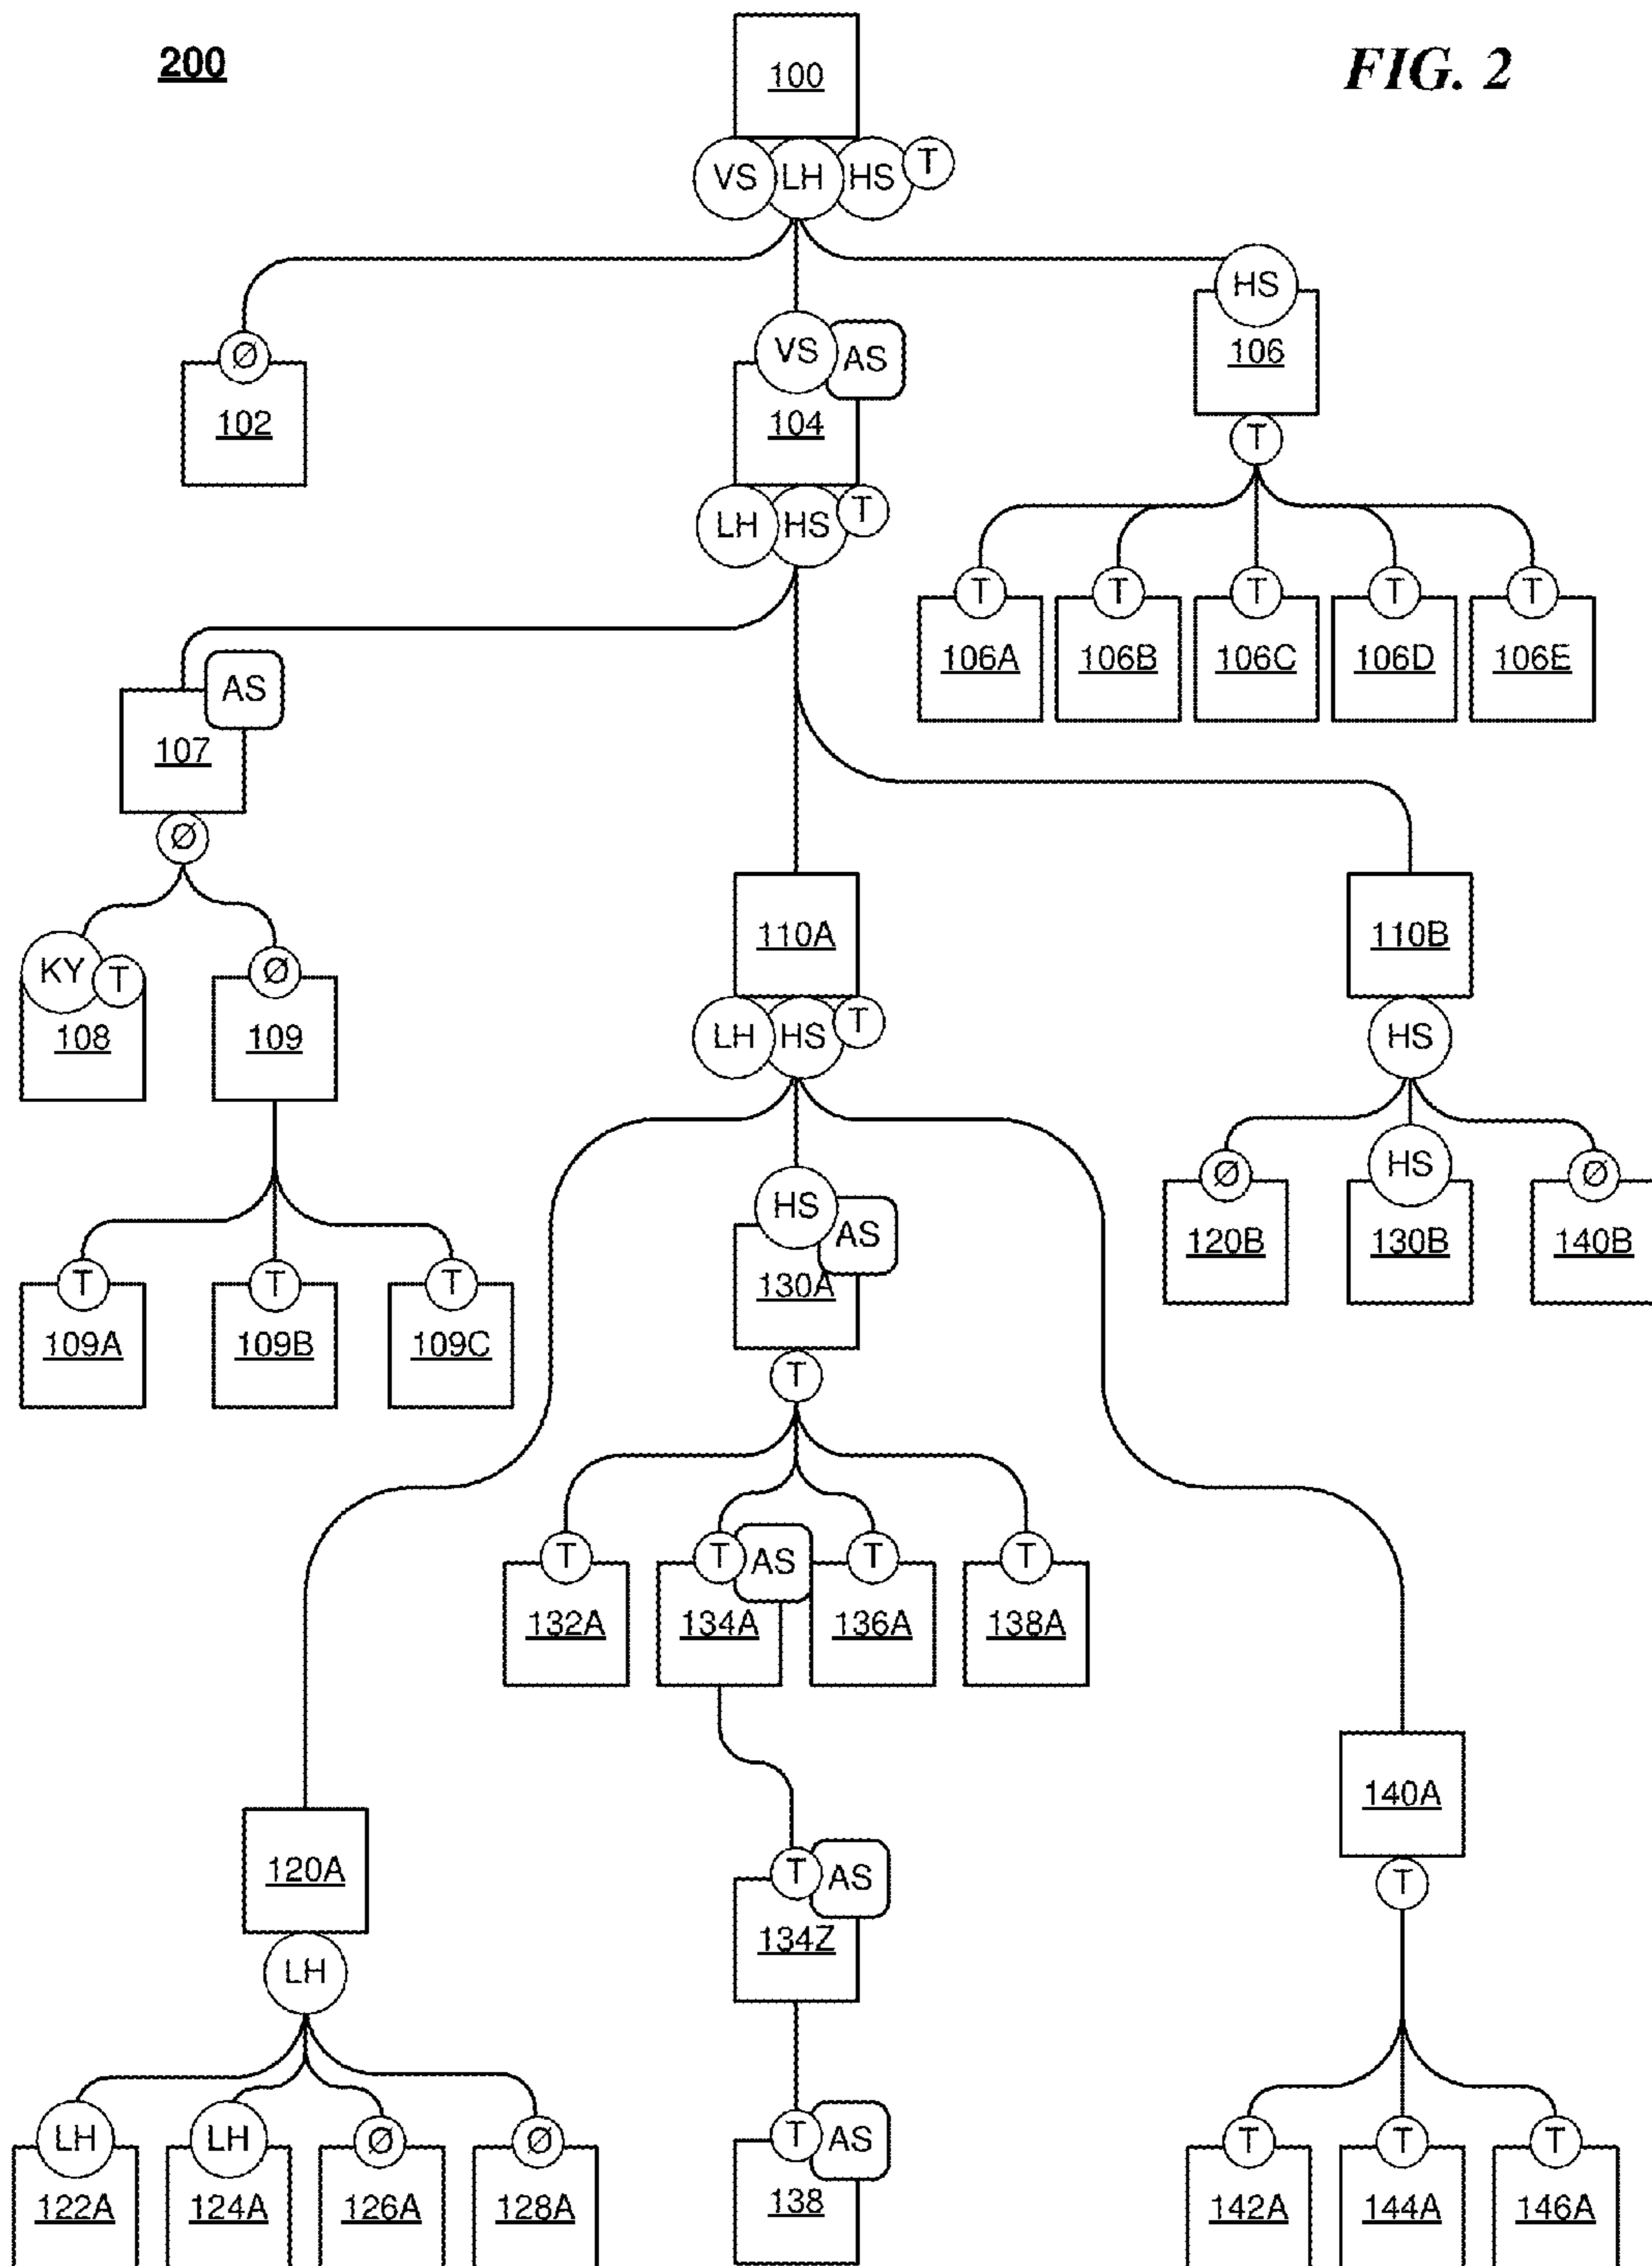 200 FIG. 2
100
VS LH HS T
HS
Ø VS AS 106
102 104 T
LH HS T
T T T T T
106A 106B 106C 106D 106E
AS
107
Ø
110A 110B
KY T Ø
108 109
LH HS T HS
Ø HS Ø
HS AS 120B 130B 140B
130A
T T T
109A 109B 109C
T
T T AS T T
132A 134A 136A 138A
140A
120A T AS T
134Z
LH
LH LH Ø Ø T AS T T T
122A 124A 126A 128A 138 142A 144A 146A